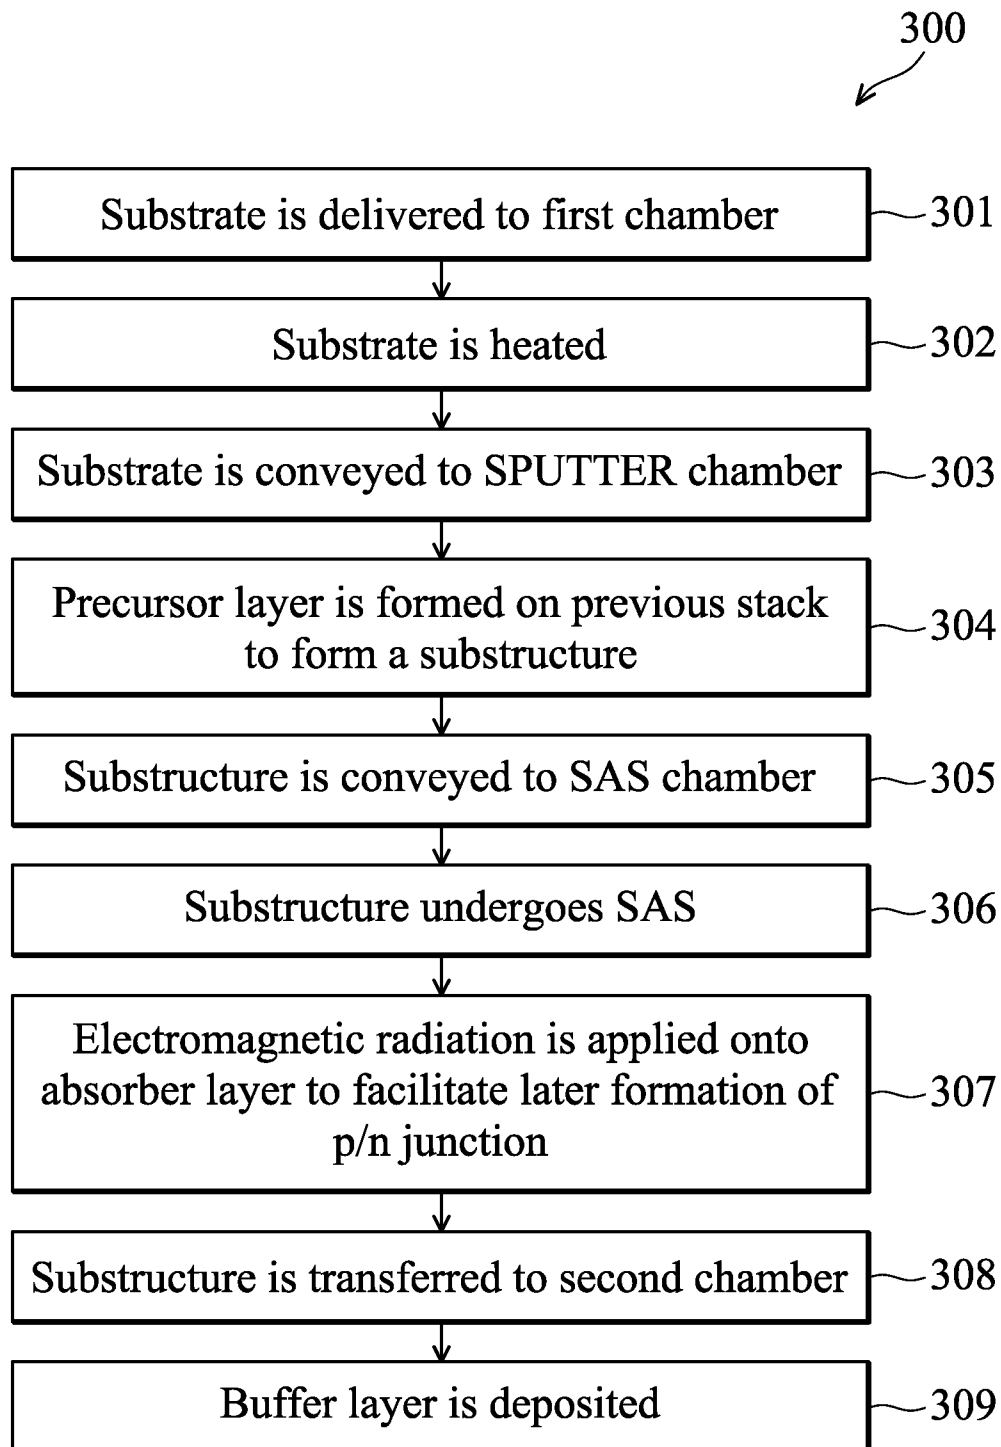 300
Substrate is delivered to first chamber
301
Substrate is heated
302
Substrate is conveyed to SPUTTER chamber
303
Precursor layer is formed on previous stack
to form a substructure
304
Substructure is conveyed to SAS chamber
305
Substructure undergoes SAS
306
Electromagnetic radiation is applied onto
absorber layer to facilitate later formation of
p/n junction
307
Substructure is transferred to second chamber
308
Buffer layer is deposited
309